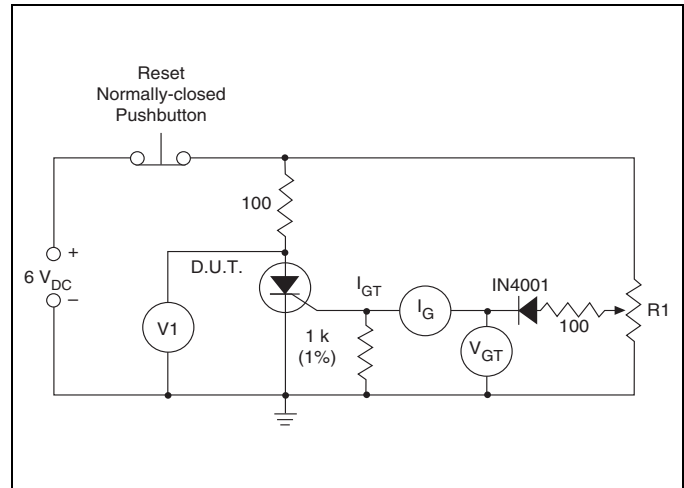 Reset
Normally-closed
Pushbutton
100
+
6 V_DC
–
D.U.T.
V1
I_GT
1 k
(1%)
I_G
IN4001
V_GT
100
R1